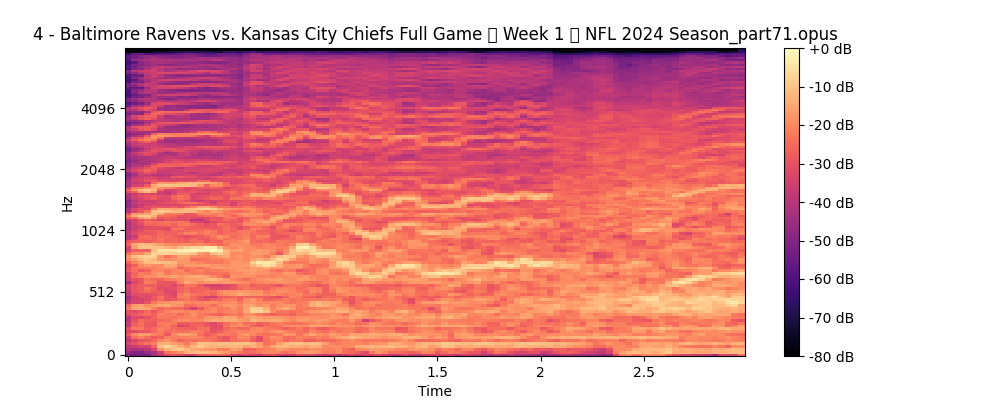 4 - Baltimore Ravens vs. Kansas City Chiefs Full Game ▯ Week 1 ▯ NFL 2024 Season_part71.opus
+0 dB
-10 dB
-20 dB
-30 dB
-40 dB
-50 dB
-60 dB
-70 dB
-80 dB
4096
2048
1024
512
0
Hz
0
0.5
1
1.5
2
2.5
Time